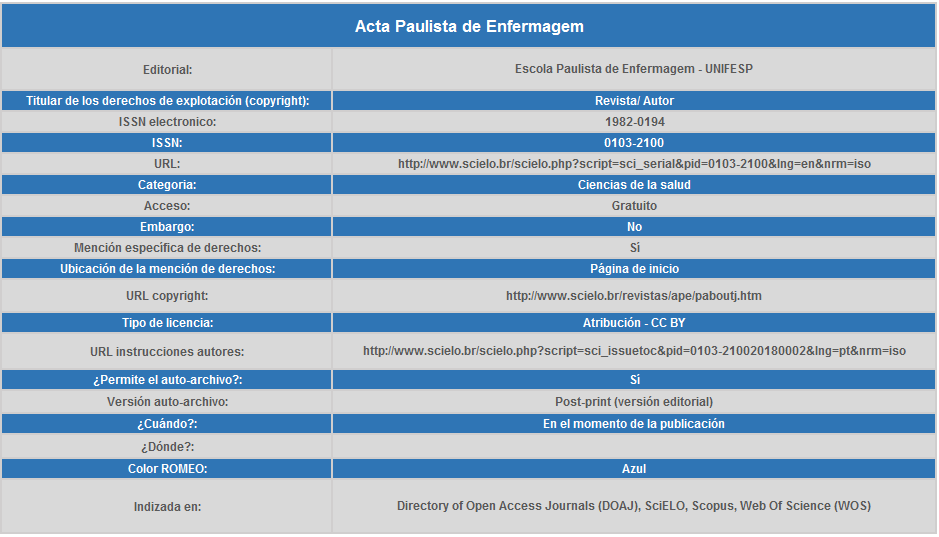 Acta Paulista de Enfermagem
Editorial: Escola Paulista de Enfermagem - UNIFESP
Titular de los derechos de explotación (copyright): Revista/ Autor
ISSN electronico: 1982-0194
ISSN: 0103-2100
URL: http://www.scielo.br/scielo.php?script=sci_serial&pid=0103-2100&lng=en&nrm=iso
Categoria: Ciencias de la salud
Acceso: Gratuito
Embargo: No
Mención específica de derechos: Sí
Ubicación de la mención de derechos: Página de inicio
URL copyright: http://www.scielo.br/revistas/ape/paboutj.htm
Tipo de licencia: Atribución - CC BY
URL instrucciones autores: http://www.scielo.br/scielo.php?script=sci_issuetoc&pid=0103-210020180002&lng=pt&nrm=iso
¿Permite el auto-archivo?: Sí
Versión auto-archivo: Post-print (versión editorial)
¿Cuándo?: En el momento de la publicación
¿Dónde?:
Color ROMEO: Azul
Indizada en: Directory of Open Access Journals (DOAJ), SciELO, Scopus, Web Of Science (WOS)